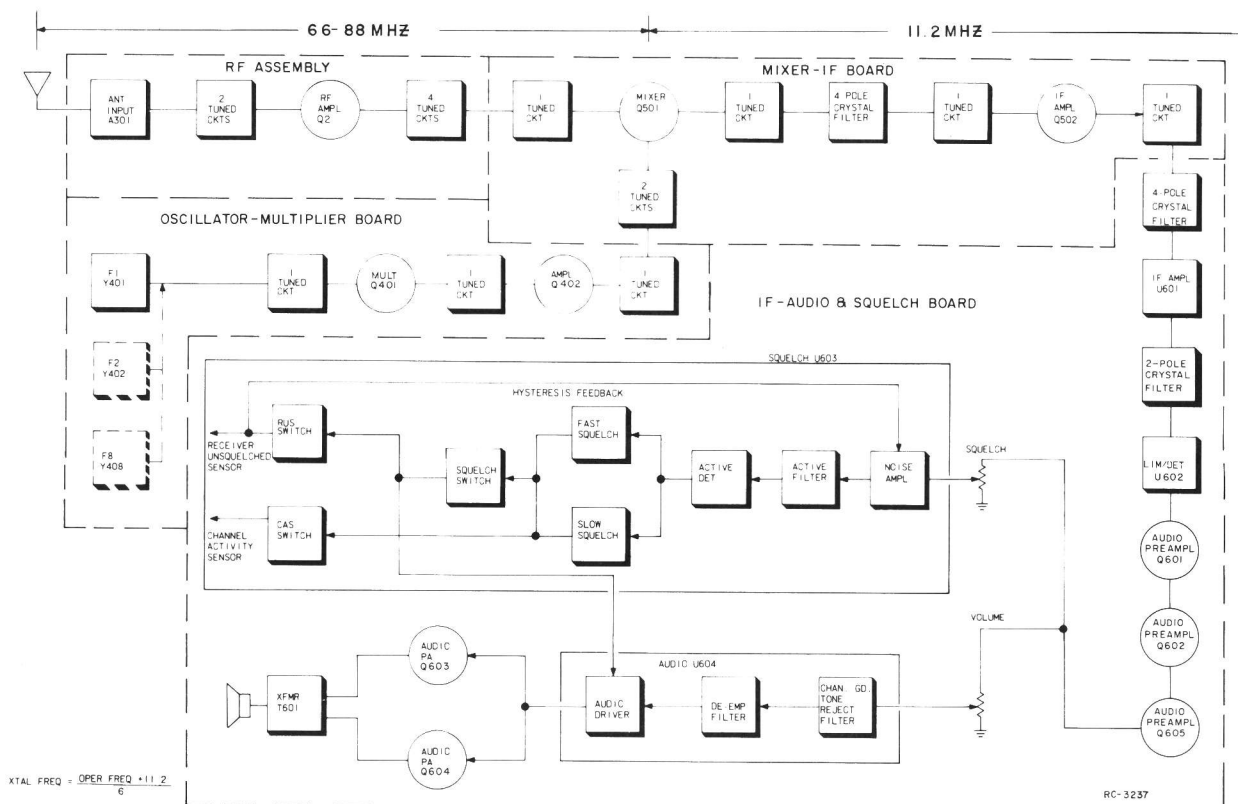 66-88 MHZ
11.2 MHZ
RF ASSEMBLY
MIXER-IF BOARD
ANT
INPUT
A301
2
TUNED
CKTS
RF
AMPL
Q2
4
TUNED
CKTS
1
TUNED
CKT
MIXER
Q501
1
TUNED
CKT
4 POLE
CRYSTAL
FILTER
1
TUNED
CKT
IF
AMPL
Q502
1
TUNED
CKT
2
TUNED
CKTS
4-POLE
CRYSTAL
FILTER
OSCILLATOR-MULTIPLIER BOARD
F1
Y401
1
TUNED
CKT
MULT
Q401
1
TUNED
CKT
AMPL
Q402
1
TUNED
CKT
IF AMPL
U601
IF-AUDIO & SQUELCH BOARD
F2
Y402
F8
Y408
2-POLE
CRYSTAL
FILTER
SQUELCH U603
HYSTERESIS FEEDBACK
RUS
SWITCH
RECEIVER
UNSQUELCHED
SENSOR
FAST
SQUELCH
SQUELCH
SWITCH
ACTIVE
DET
ACTIVE
FILTER
NOISE
AMPL
SQUELCH
LIM/DET
U602
CAS
SWITCH
CHANNEL
ACTIVITY
SENSOR
SLOW
SQUELCH
AUDIO
PREAMPL
Q601
AUDIO
PREAMPL
Q602
VOLUME
AUDIO
PA
Q603
AUDIO U604
XFMR
T601
AUDIO
DRIVER
DE-EMP
FILTER
CHAN. GD.
TONE
REJECT
FILTER
AUDIO
PREAMPL
Q605
AUDIO
PA
Q604
XTAL FREQ = OPER FREQ +11.2
6
RC-3237